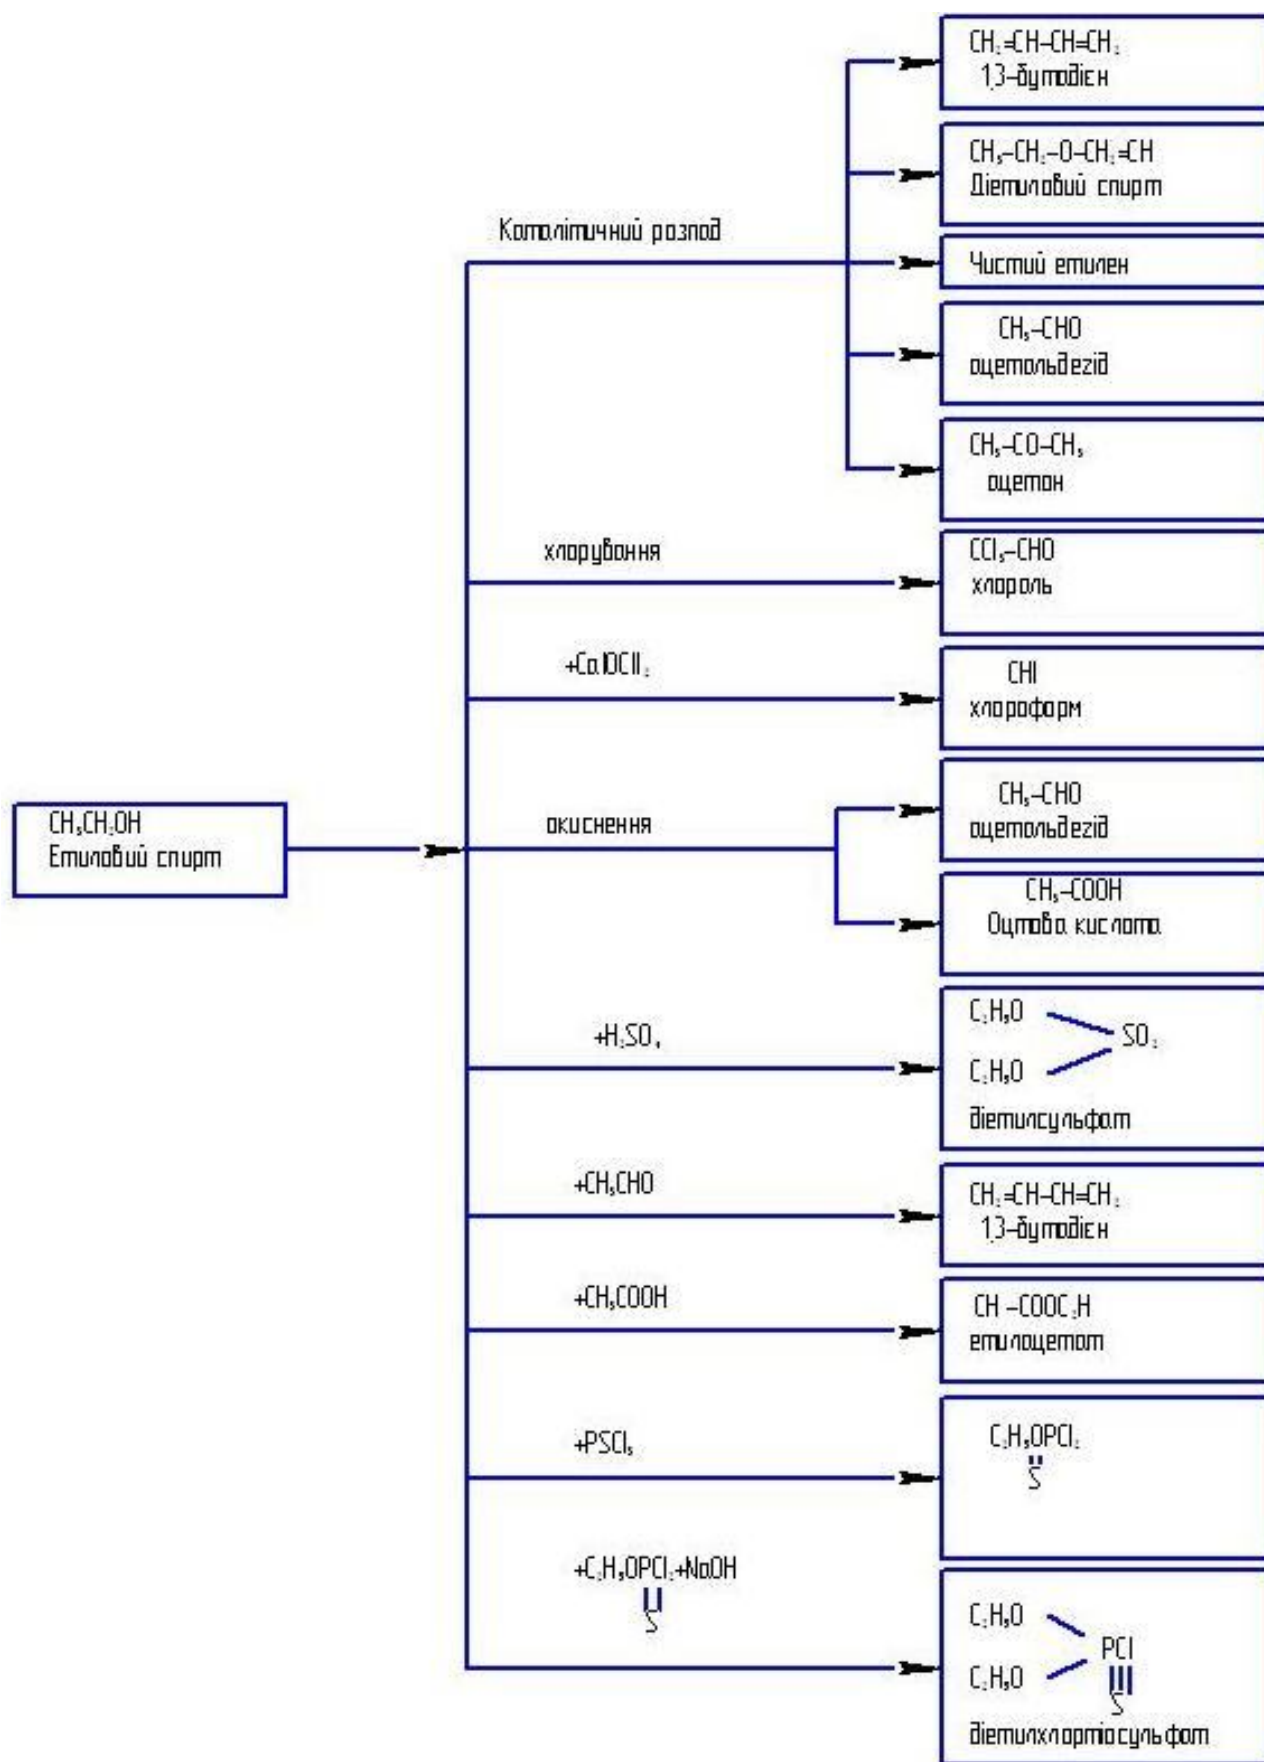 CH₂=CH-CH=CH₂
1,3-бутадієн
CH₃-CH₂-O-CH₂=CH
Діетиловий спирт
Каталітичний розпад
Чистий етилен
CH₃-CHO
ацетальдегід
CH₃-CO-CH₃
ацетон
хлорування
CCl₃-CHO
хлораль
+Ca(OCl)₂
CHl
хлороформ
CH₃CH₂OH
Етиловий спирт
окиснення
CH₃-CHO
ацетальдегід
CH₃-COOH
Оцтова кислота
+H₂SO₄
C₂H₅O
SO₂
C₂H₅O
діетилсульфат
+CH₃CHO
CH₂=CH-CH=CH₂
1,3-бутадієн
+CH₃COOH
CH -COOC₂H
етилацетат
+PSCl₃
C₂H₅OPCl₂
S
+C₂H₅OPCl₂+NaOH
S
C₂H₅O
PCl
C₂H₅O
S
діетилхлортіосульфат